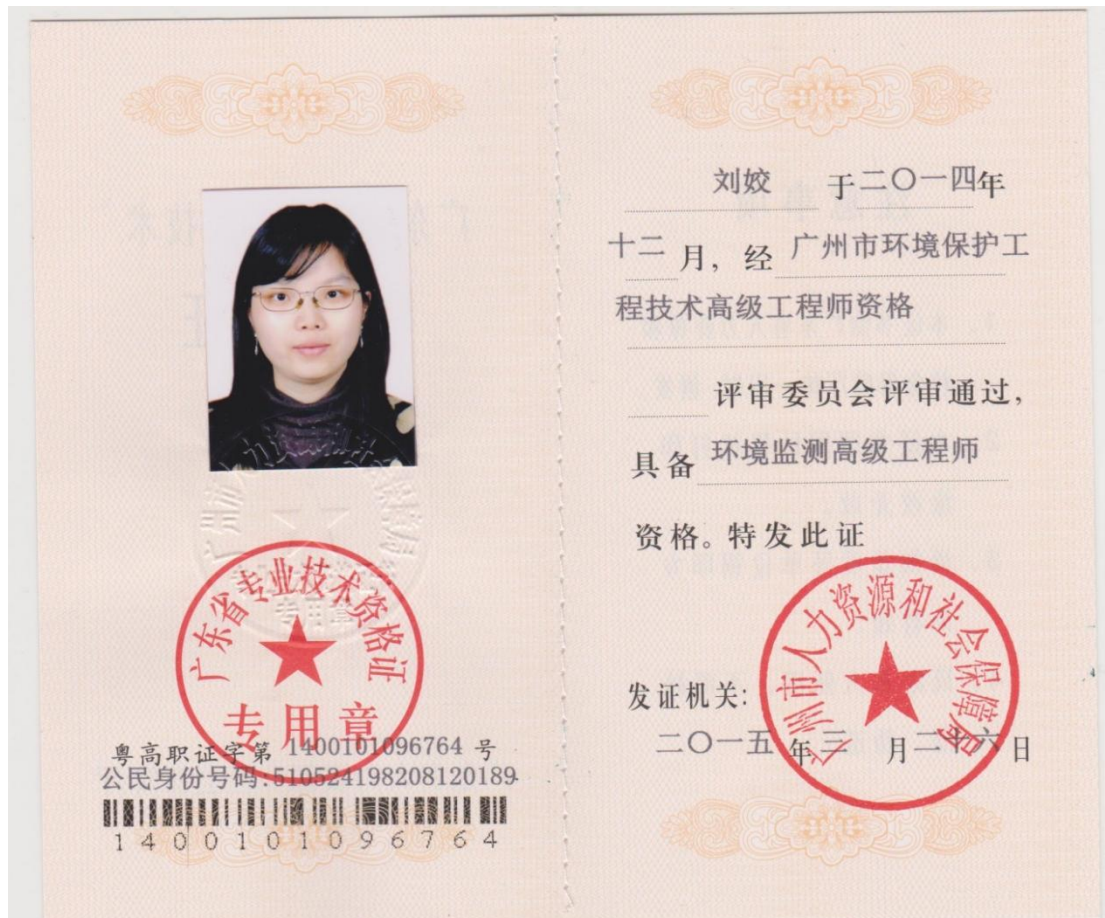 广东省专业技术资格证
专用章
粤高职证字第 1400101096764 号
公民身份号码:510524198208120189
1400101096764
刘姣 于二〇一四年
十二月，经 广州市环境保护工
程技术高级工程师资格
评审委员会评审通过，
具备 环境监测高级工程师
资格。特发此证
广州市人力资源和社会保障局
发证机关:
二〇一五年三月二十六日